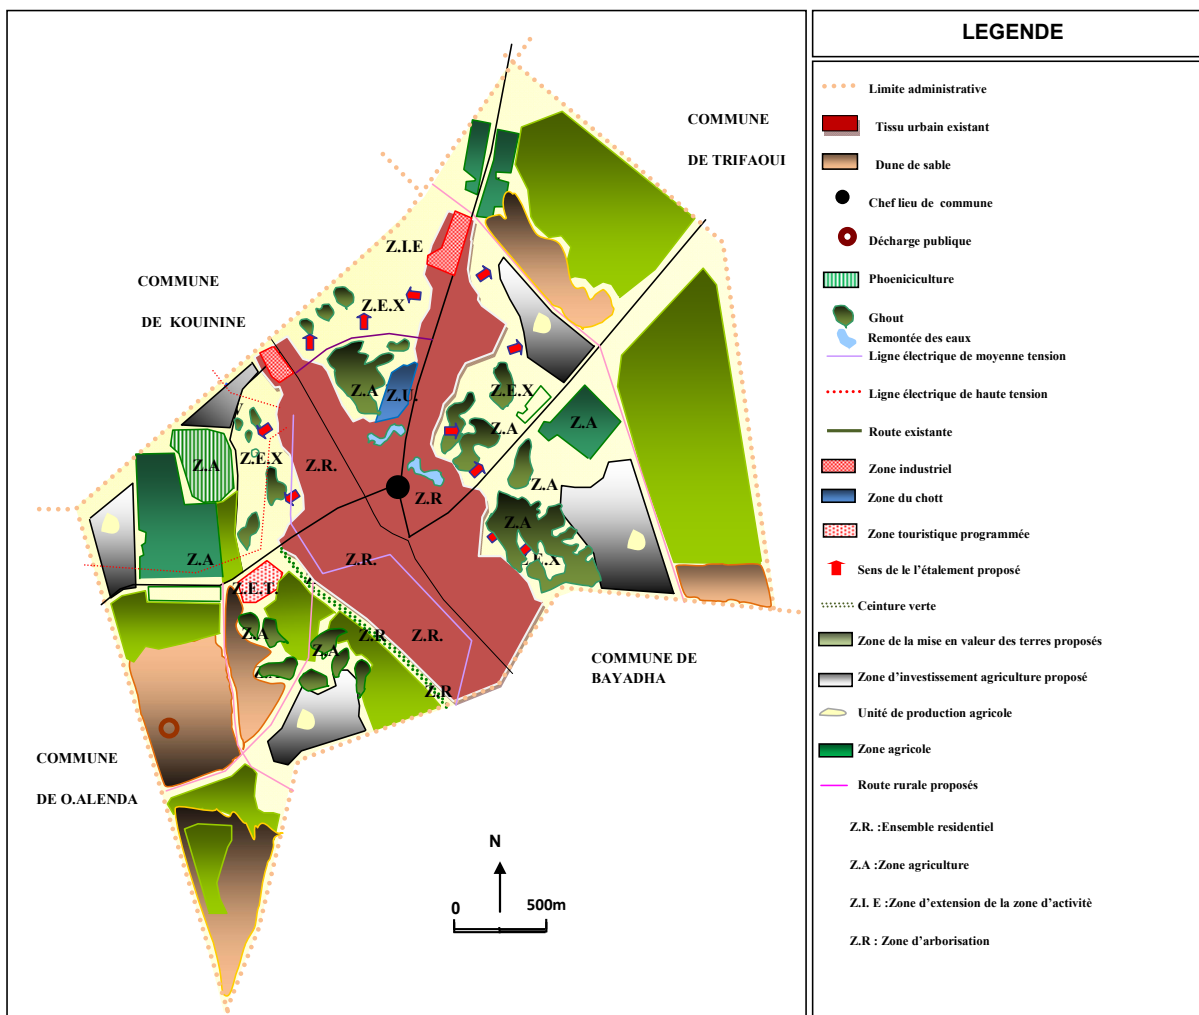 LEGENDE
COMMUNE
DE TRIFAOUI
COMMUNE
DE KOUININE
COMMUNE DE
BAYADHA
COMMUNE
DE O.ALENDA
Z.I.E
Z.E.X
Z.A
Z.U.
Z.E.X
Z.A
Z.A
Z.A
Z.E.X
Z.R.
Z.R
Z.A
Z.A
Z.A
Z.R.
E.X
Z.E.T.
Z.A
Z.A
Z.R
Z.R.
Z.R
N
0
500m
Limite administrative
Tissu urbain existant
Dune de sable
Chef lieu de commune
Décharge publique
Phoeniciculture
Ghout
Remontée des eaux
Ligne électrique de moyenne tension
Ligne électrique de haute tension
Route existante
Zone industriel
Zone du chott
Zone touristique programmée
Sens de le l'étalement proposé
Ceinture verte
Zone de la mise en valeur des terres proposés
Zone d'investissement agriculture proposé
Unité de production agricole
Zone agricole
Route rurale proposés
Z.R. :Ensemble residentiel
Z.A :Zone agriculture
Z.I. E :Zone d'extension de la zone d'activitè
Z.R : Zone d'arborisation